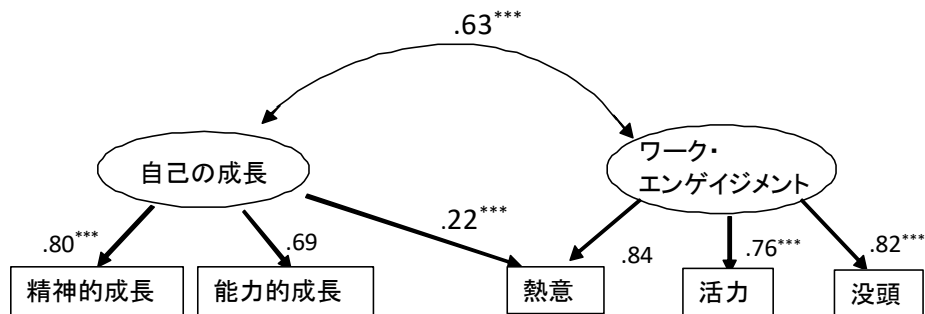 .63***
自己の成長
ワーク・
エンゲイジメント
.80***
.69
.22***
.84
.76***
.82***
精神的成長
能力的成長
熱意
活力
没頭